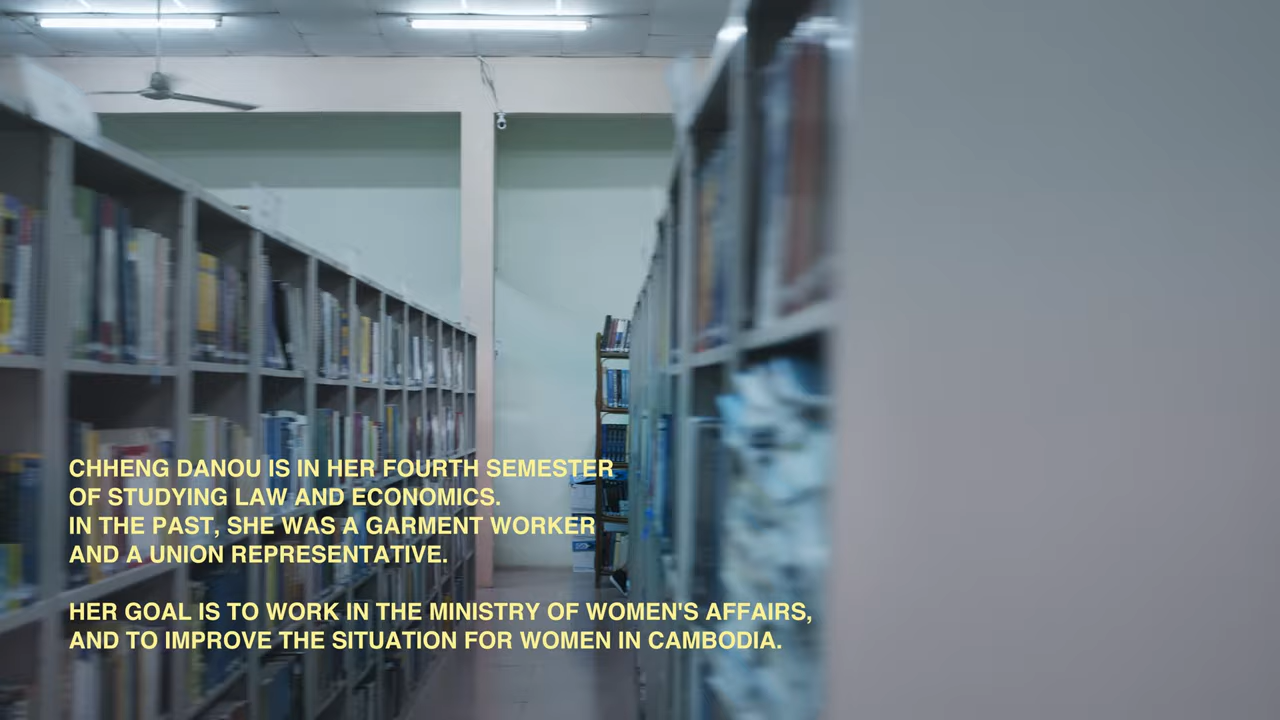 CHHENG DANOU IS IN HER FOURTH SEMESTER
OF STUDYING LAW AND ECONOMICS.
IN THE PAST, SHE WAS A GARMENT WORKER
AND A UNION REPRESENTATIVE.
HER GOAL IS TO WORK IN THE MINISTRY OF WOMEN'S AFFAIRS,
AND TO IMPROVE THE SITUATION FOR WOMEN IN CAMBODIA.